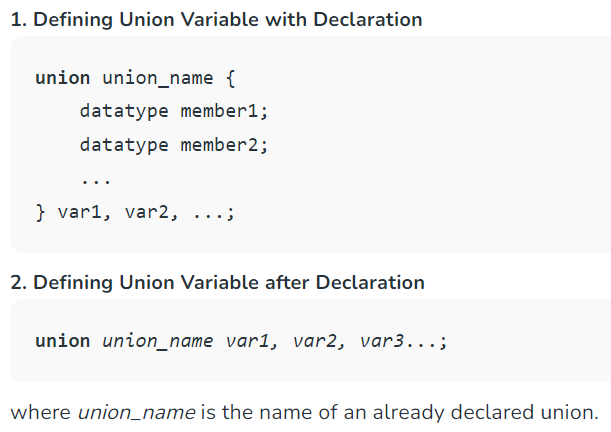 1. Defining Union Variable with Declaration
union union_name {
    datatype member1;
    datatype member2;
    ...
} var1, var2, ...;
2. Defining Union Variable after Declaration
union union_name var1, var2, var3...;
where union_name is the name of an already declared union.